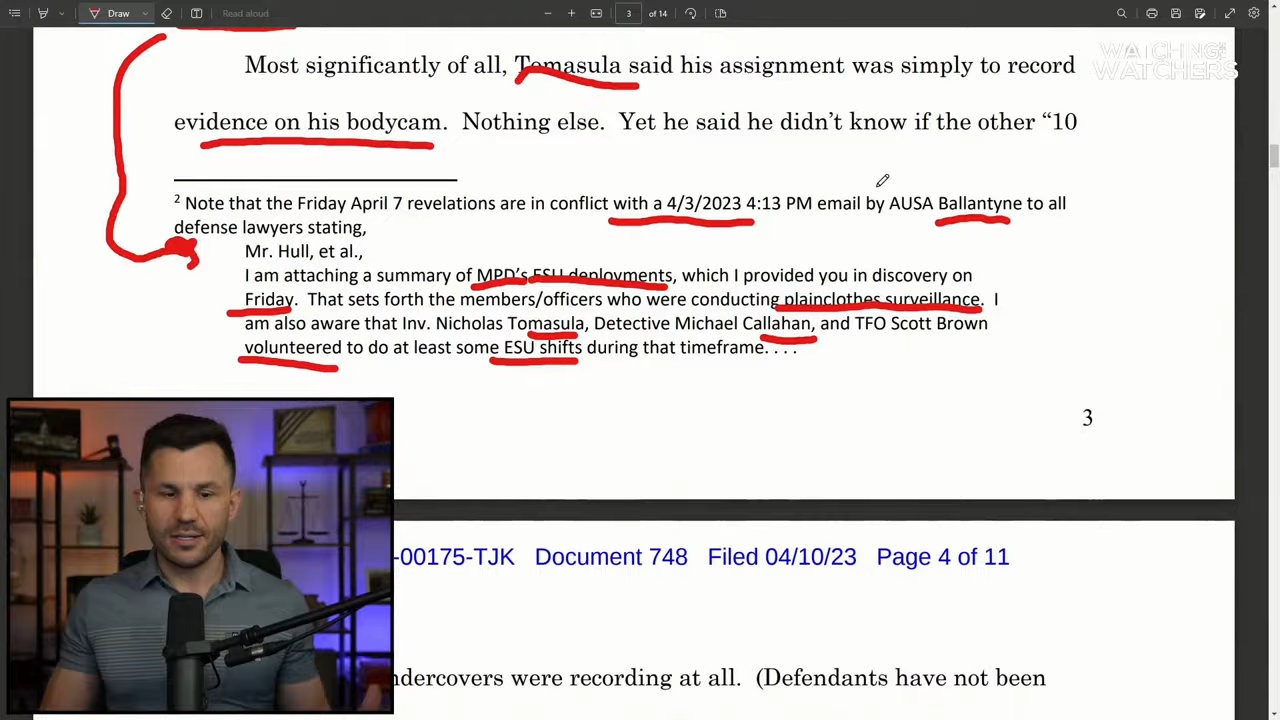 Draw
Read aloud
3
of 14
WATCHING THE
WATCHERS
Most significantly of all, Tomasula said his assignment was simply to record
evidence on his bodycam. Nothing else. Yet he said he didn't know if the other “10
2 Note that the Friday April 7 revelations are in conflict with a 4/3/2023 4:13 PM email by AUSA Ballantyne to all
defense lawyers stating,
Mr. Hull, et al.,
I am attaching a summary of MPD's ESU deployments, which I provided you in discovery on
Friday. That sets forth the members/officers who were conducting plainclothes surveillance. I
am also aware that Inv. Nicholas Tomasula, Detective Michael Callahan, and TFO Scott Brown
volunteered to do at least some ESU shifts during that timeframe. . . .
3
-00175-TJK Document 748 Filed 04/10/23 Page 4 of 11
ndercovers were recording at all. (Defendants have not been